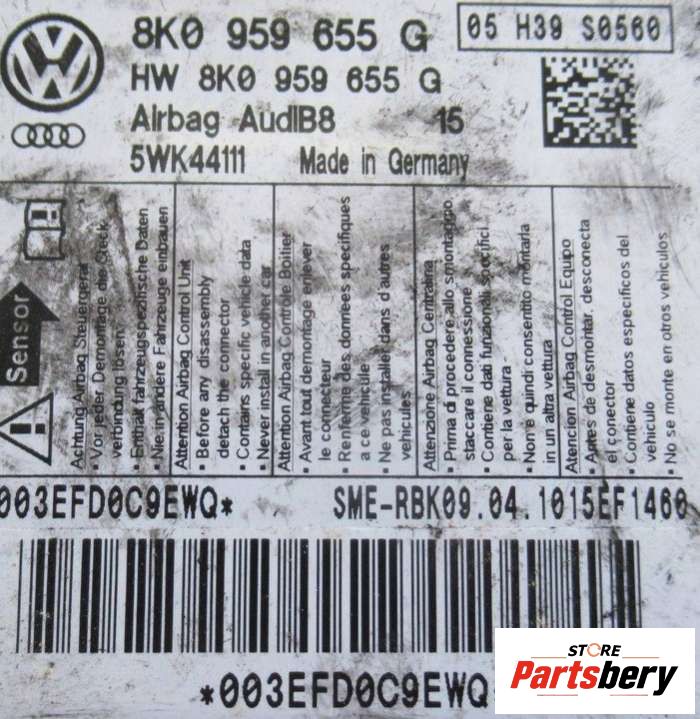 8K0 959 655 G
05 H39 S0560
HW 8K0 959 655 G
Airbag AudiB8 15
5WK44111 Made in Germany
Sensor
Achtung Airbag Steuergerät
• Vor jeder Demontage die Steck
verbindung lösen.
• Enthält fahrzeugspezifische Daten
• Nie in andere Fahrzeuge einbauen
Attention Airbag Control Unit
• Before any disassembly
detach the connector
• Contains specific vehicle data
• Never install in another car
Attention Airbag Contrôle Boîtier
• Avant tout démontage enlever
le connecteur
• Renferme des données spécifiques
à ce véhicule
• Ne pas installer dans d'autres
véhicules
Attenzione Airbag Centralina
• Prima di procedere allo smontaggio
staccare il connessione
• Contiene dati funzionali specifici
per la vettura
• Non e quindi consentito montarla
in un altra vettura
Atencion Airbag Control Equipo
• Antes de desmontar, desconecta
el conector
• Contiene datos especificos del
vehiculo
• No se monte en otros vehiculos
003EFD0C9EWQ* SME-RBK09.04.1015EF1460
*003EFD0C9EWQ
STORE
Partsbery